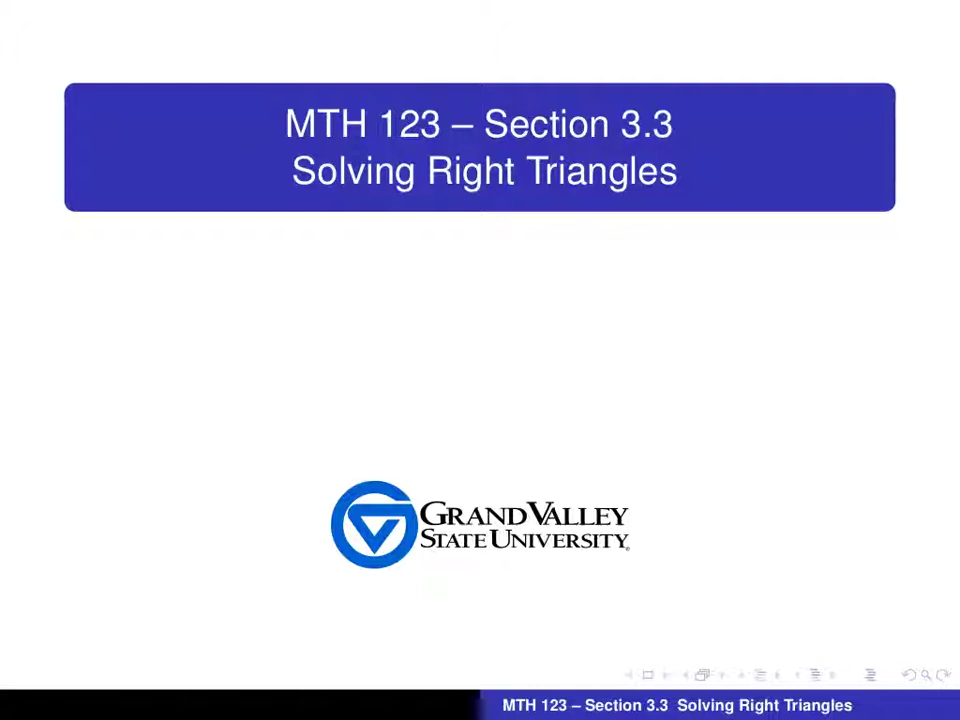 MTH 123 – Section 3.3
Solving Right Triangles
GRAND VALLEY
STATE UNIVERSITY.
MTH 123 – Section 3.3 Solving Right Triangles